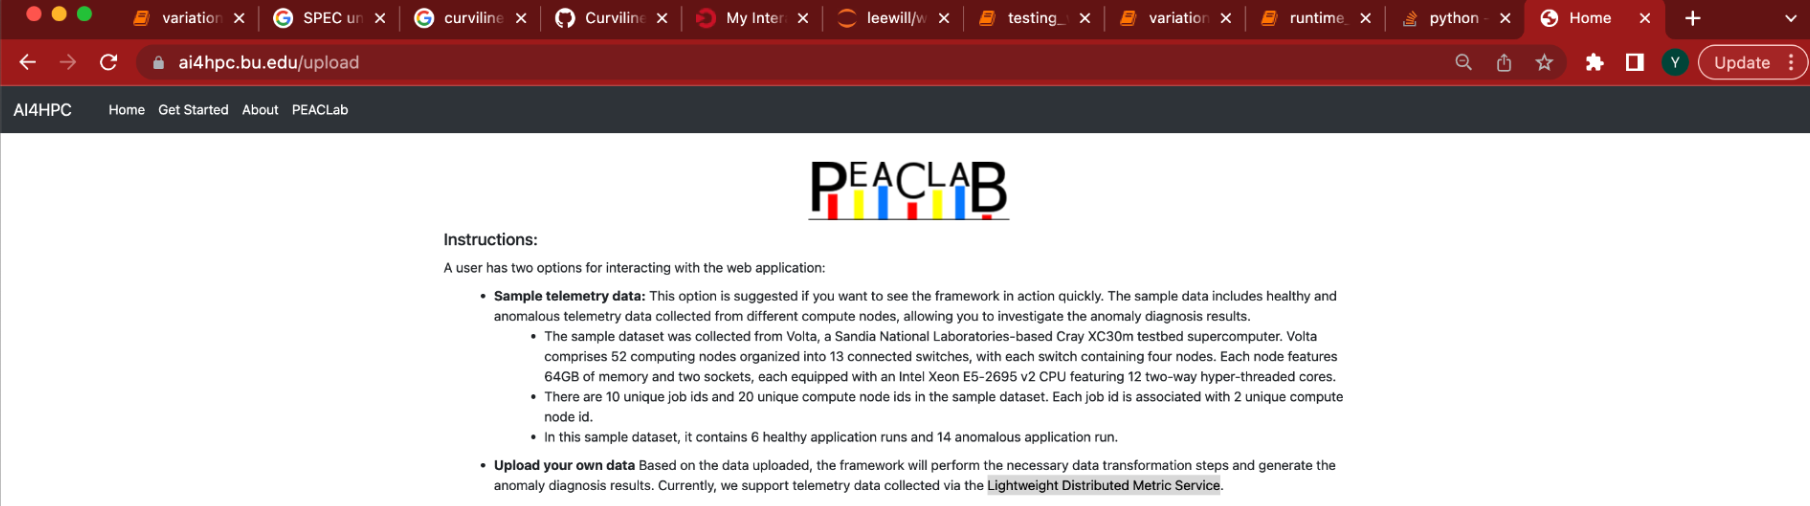 variation
SPEC un
curviline
Curviline
My Inter
leewill/w
testing_
variation
runtime_
python -
Home
ai4hpc.bu.edu/upload
Y
Update
AI4HPC
Home
Get Started
About
PEACLab
PEACLAB
Instructions:
A user has two options for interacting with the web application:
• Sample telemetry data: This option is suggested if you want to see the framework in action quickly. The sample data includes healthy and
anomalous telemetry data collected from different compute nodes, allowing you to investigate the anomaly diagnosis results.
• The sample dataset was collected from Volta, a Sandia National Laboratories-based Cray XC30m testbed supercomputer. Volta
comprises 52 computing nodes organized into 13 connected switches, with each switch containing four nodes. Each node features
64GB of memory and two sockets, each equipped with an Intel Xeon E5-2695 v2 CPU featuring 12 two-way hyper-threaded cores.
• There are 10 unique job ids and 20 unique compute node ids in the sample dataset. Each job id is associated with 2 unique compute
node id.
• In this sample dataset, it contains 6 healthy application runs and 14 anomalous application run.
• Upload your own data Based on the data uploaded, the framework will perform the necessary data transformation steps and generate the
anomaly diagnosis results. Currently, we support telemetry data collected via the Lightweight Distributed Metric Service.